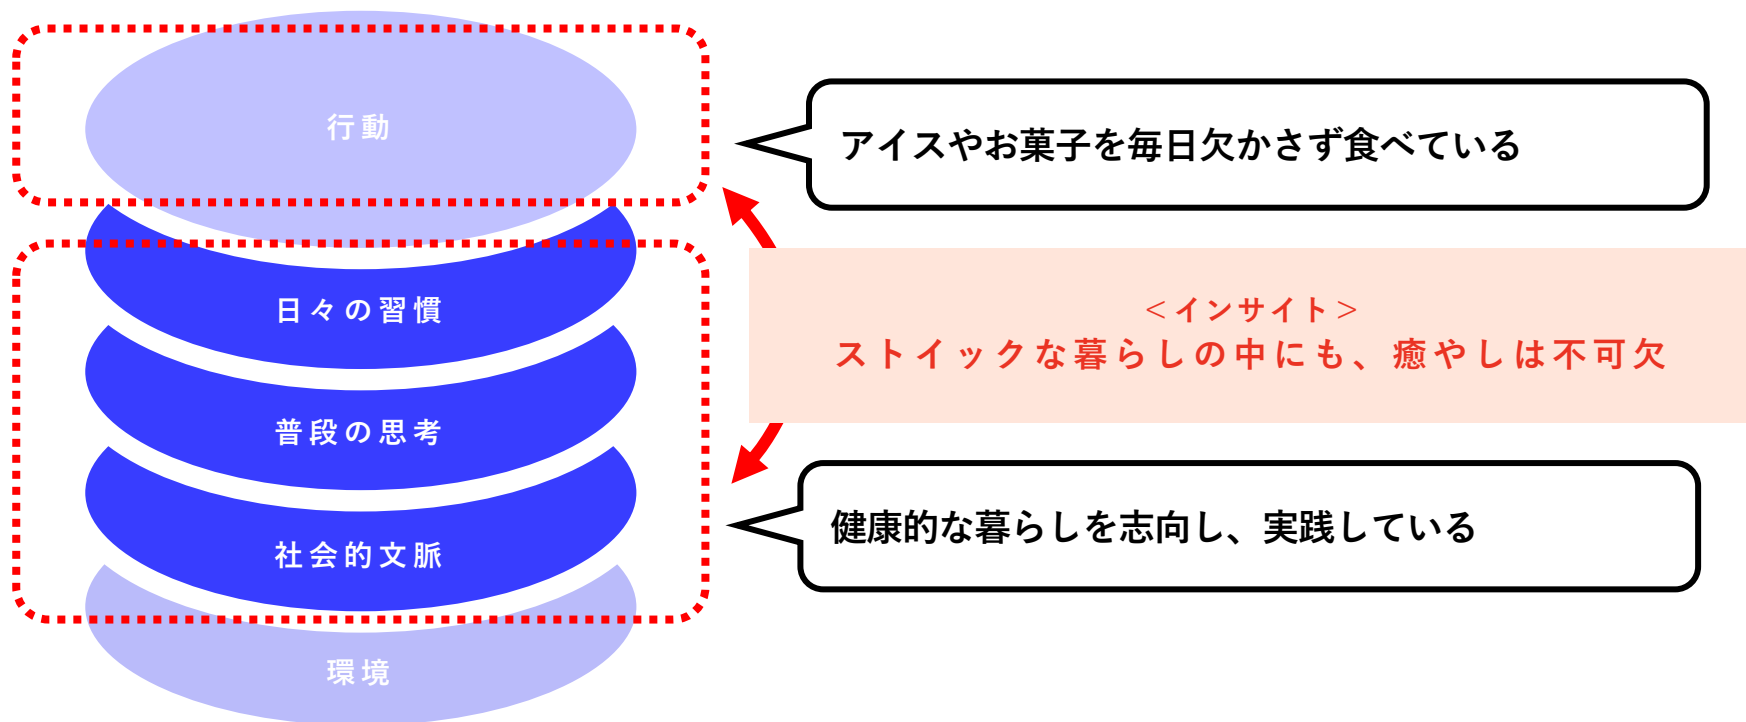 行動
アイスやお菓子を毎日欠かさず食べている
日々の習慣
＜インサイト＞
ストイックな暮らしの中にも、癒やしは不可欠
普段の思考
健康的な暮らしを志向し、実践している
社会的文脈
環境